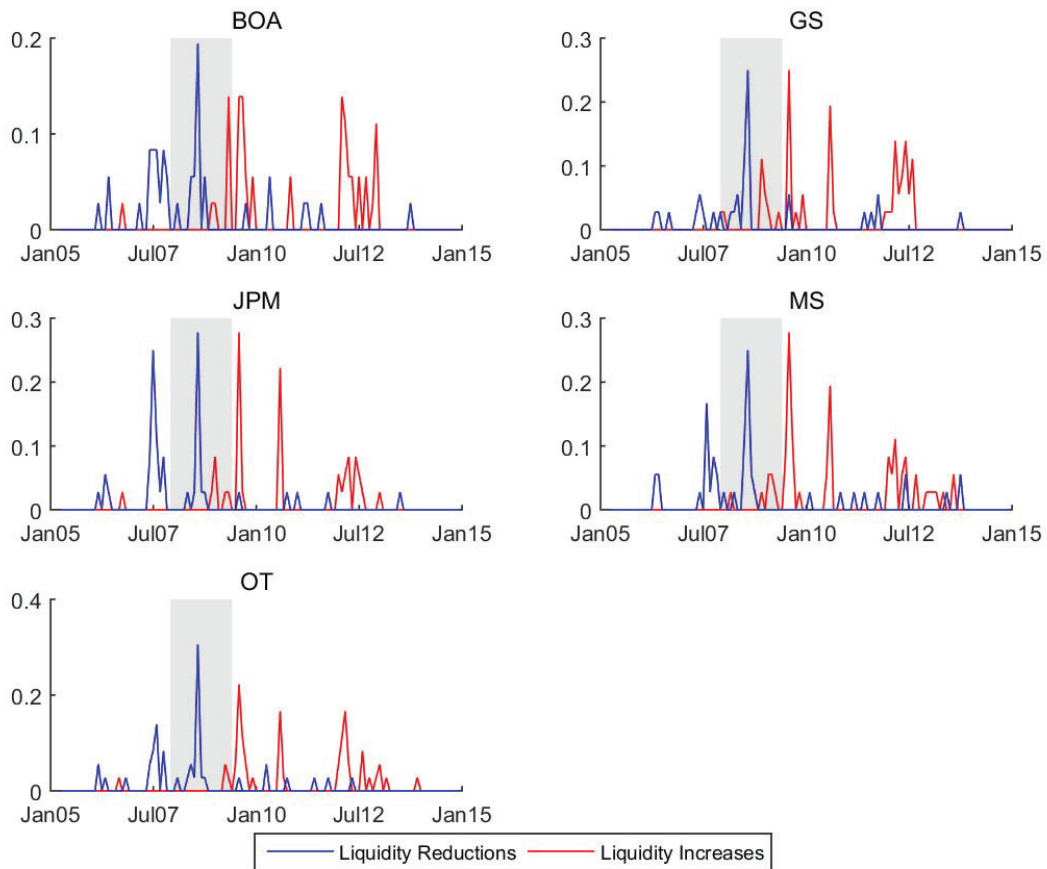 BOA
0.2
0.1
0
Jan05 Jul07 Jan10 Jul12 Jan15
GS
0.3
0.2
0.1
0
Jan05 Jul07 Jan10 Jul12 Jan15
JPM
0.3
0.2
0.1
0
Jan05 Jul07 Jan10 Jul12 Jan15
MS
0.3
0.2
0.1
0
Jan05 Jul07 Jan10 Jul12 Jan15
OT
0.4
0.2
0
Jan05 Jul07 Jan10 Jul12 Jan15
Liquidity Reductions Liquidity Increases